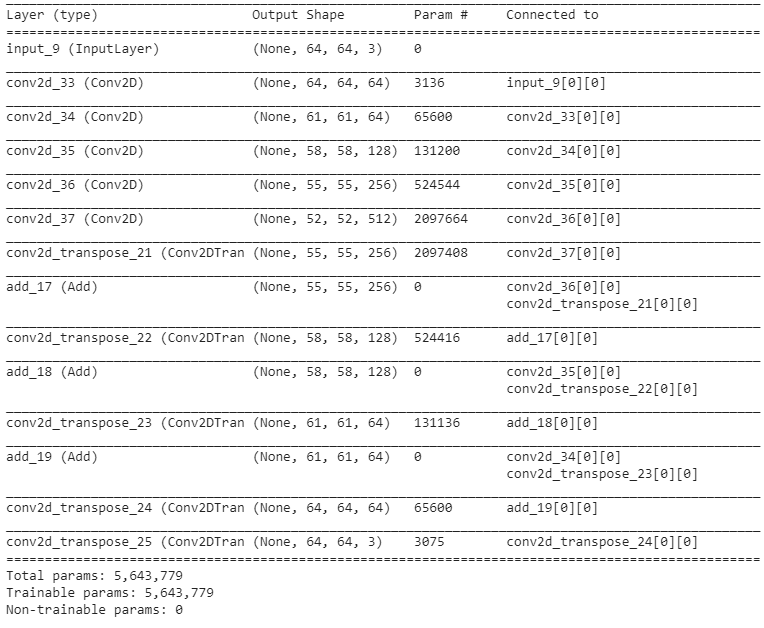 Layer (type) Output Shape Param # Connected to
input_9 (InputLayer) (None, 64, 64, 3) 0
conv2d_33 (Conv2D) (None, 64, 64, 64) 3136 input_9[0][0]
conv2d_34 (Conv2D) (None, 61, 61, 64) 65600 conv2d_33[0][0]
conv2d_35 (Conv2D) (None, 58, 58, 128) 131200 conv2d_34[0][0]
conv2d_36 (Conv2D) (None, 55, 55, 256) 524544 conv2d_35[0][0]
conv2d_37 (Conv2D) (None, 52, 52, 512) 2097664 conv2d_36[0][0]
conv2d_transpose_21 (Conv2DTran (None, 55, 55, 256) 2097408 conv2d_37[0][0]
add_17 (Add) (None, 55, 55, 256) 0 conv2d_36[0][0]
conv2d_transpose_21[0][0]
conv2d_transpose_22 (Conv2DTran (None, 58, 58, 128) 524416 add_17[0][0]
add_18 (Add) (None, 58, 58, 128) 0 conv2d_35[0][0]
conv2d_transpose_22[0][0]
conv2d_transpose_23 (Conv2DTran (None, 61, 61, 64) 131136 add_18[0][0]
add_19 (Add) (None, 61, 61, 64) 0 conv2d_34[0][0]
conv2d_transpose_23[0][0]
conv2d_transpose_24 (Conv2DTran (None, 64, 64, 64) 65600 add_19[0][0]
conv2d_transpose_25 (Conv2DTran (None, 64, 64, 3) 3075 conv2d_transpose_24[0][0]
Total params: 5,643,779
Trainable params: 5,643,779
Non-trainable params: 0